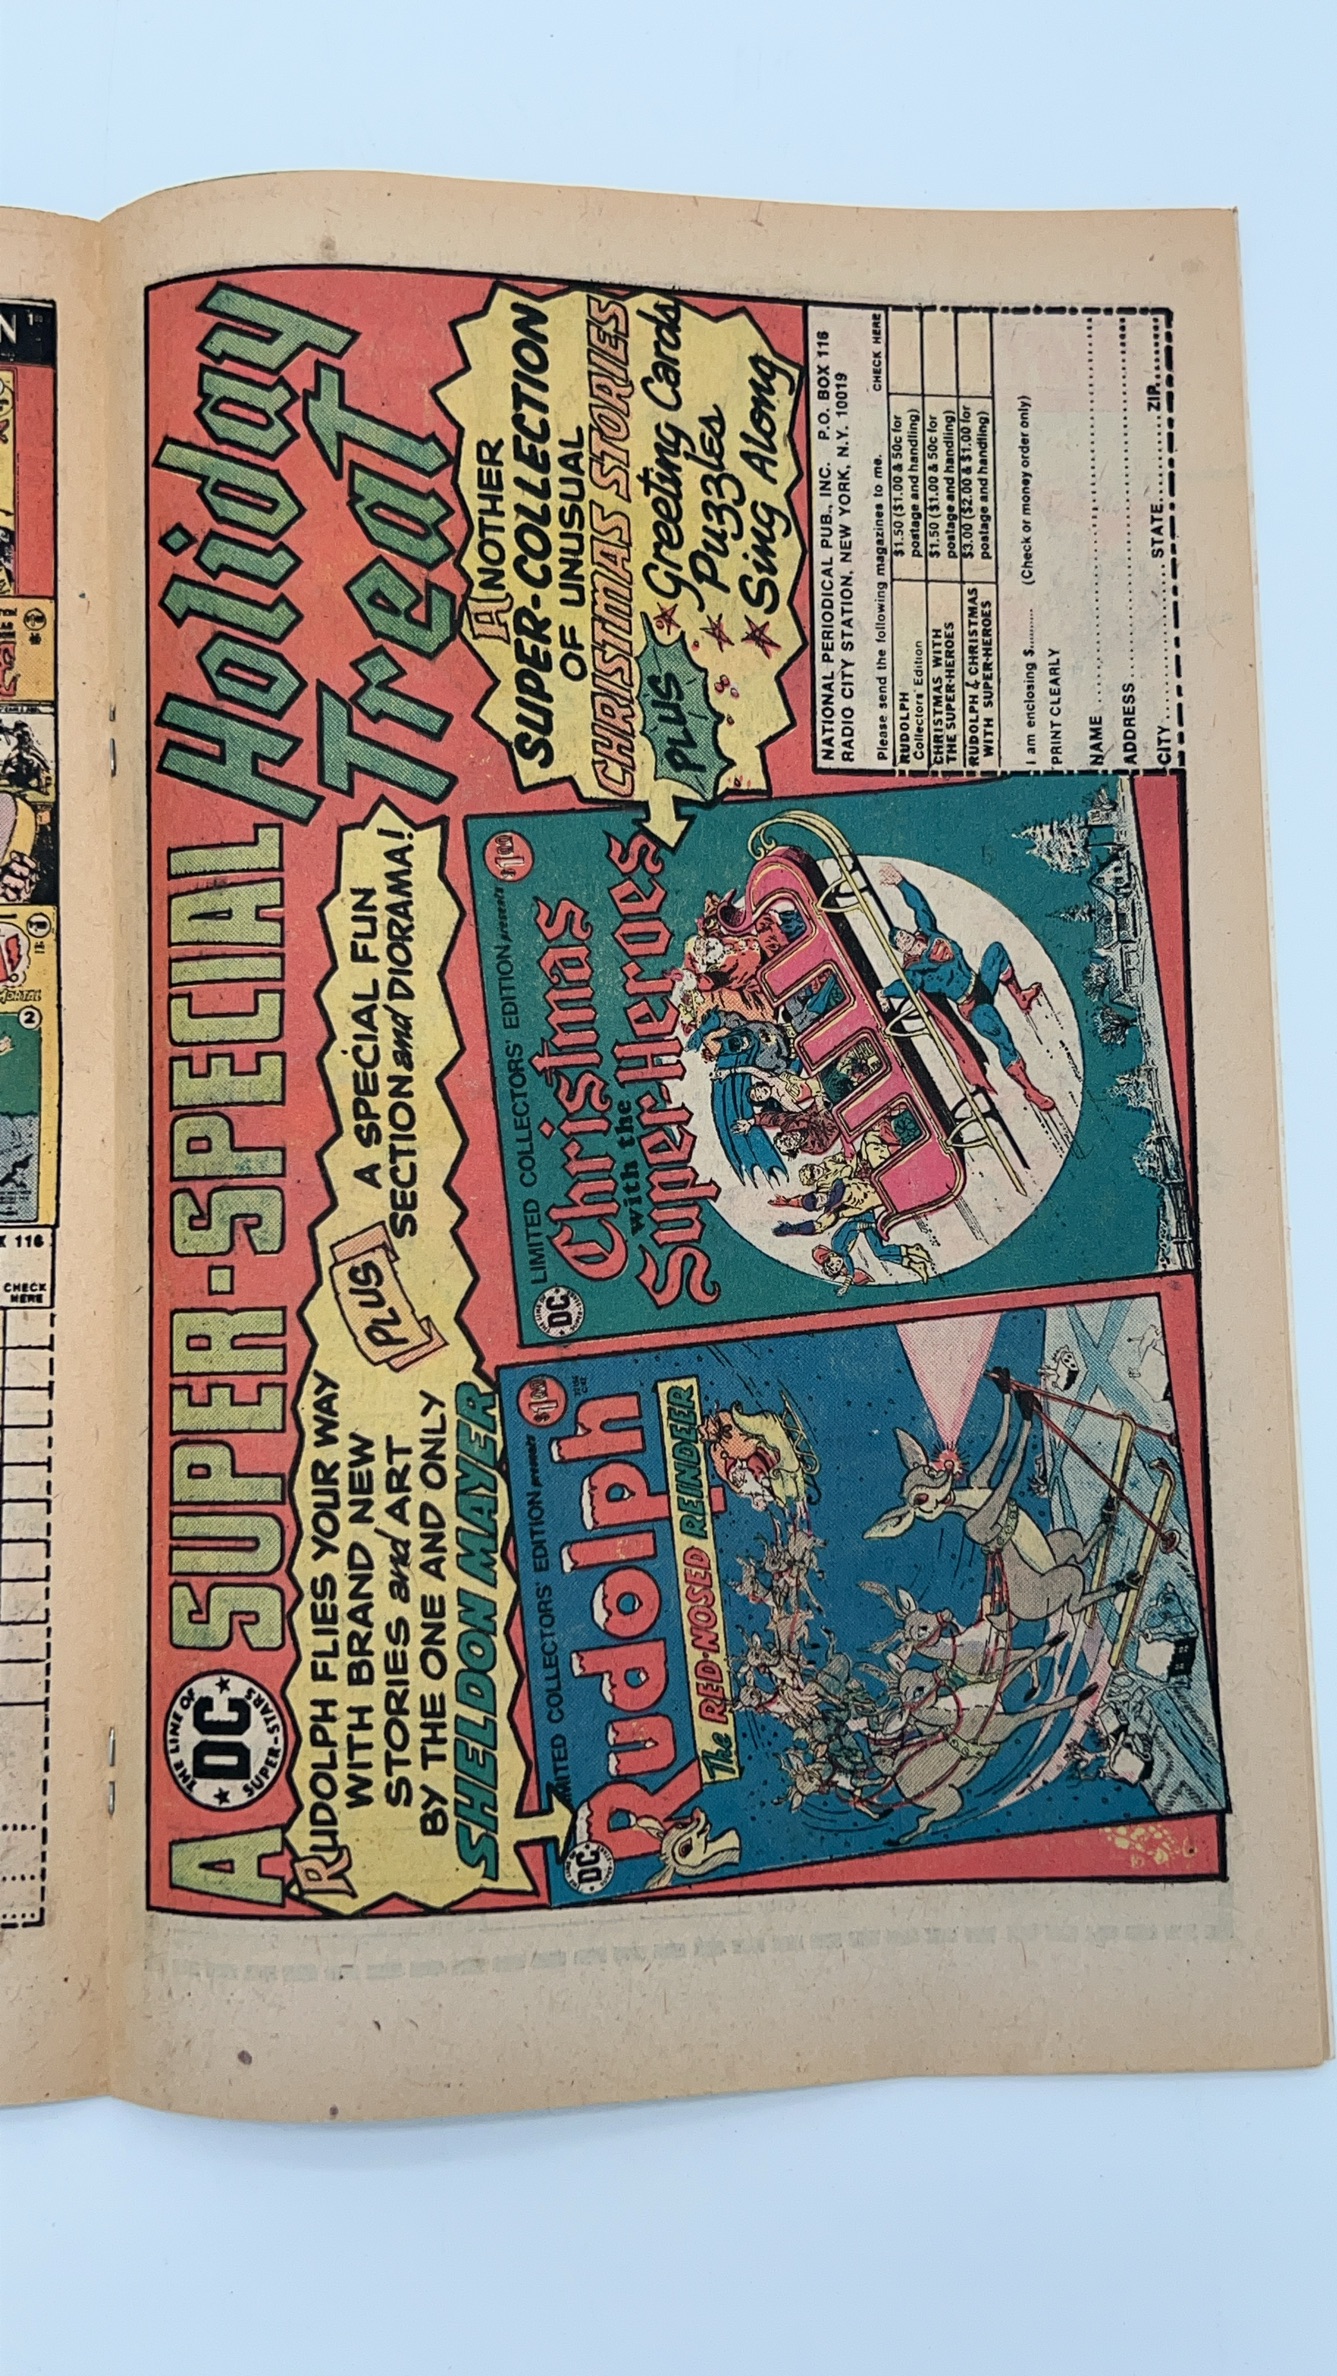 A SUPER-SPECIAL Holiday
Treat
THE LINE OF
DC
SUPER-STARS
RUDOLPH FLIES YOUR WAY
WITH BRAND NEW
STORIES and ART
BY THE ONE AND ONLY
SHELDON MAYER
PLUS
A SPECIAL FUN
SECTION and DIORAMA!
ANOTHER
SUPER-COLLECTION
OF UNUSUAL
CHRISTMAS STORIES
PLUS
Greeting Cards
Puzzles
Sing Along
DC
LIMITED COLLECTORS' EDITION presents
$1.00
Rudolph
The RED-NOSED REINDEER
DC
LIMITED COLLECTORS' EDITION presents
$1.00
Christmas
with the
Super-Heroes
NATIONAL PERIODICAL PUB., INC. P.O. BOX 116
RADIO CITY STATION, NEW YORK, N.Y. 10019
Please send the following magazines to me. CHECK HERE
RUDOLPH $1.50 ($1.00 & 50c for
Collectors' Edition postage and handling)
CHRISTMAS WITH $1.50 ($1.00 & 50c for
THE SUPER-HEROES postage and handling)
RUDOLPH & CHRISTMAS $3.00 ($2.00 & $1.00 for
WITH SUPER-HEROES postage and handling)
I am enclosing $.......... (Check or money order only)
PRINT CLEARLY
NAME
ADDRESS
CITY STATE ZIP
116
CHECK
HERE
2